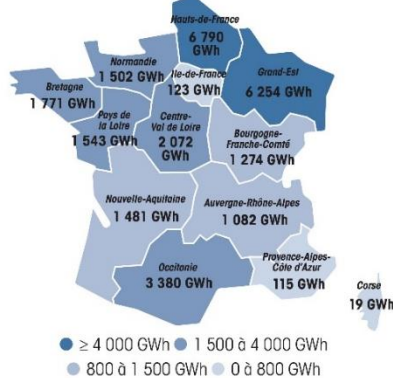 Hauts-de-France
6 790
GWh
Normandie
1 502 GWh
Ile-de-France
123 GWh
Grand-Est
6 254 GWh
Bretagne
1 771 GWh
Pays de
la Loire
1 543 GWh
Centre-
Val de Loire
2 072
GWh
Bourgogne-
Franche-Comté
1 274 GWh
Nouvelle-Aquitaine
1 481 GWh
Auvergne-Rhône-Alpes
1 082 GWh
Occitanie
3 380 GWh
Provence-Alpes-
Côte d'Azur
115 GWh
Corse
19 GWh
≥ 4 000 GWh
1 500 à 4 000 GWh
800 à 1 500 GWh
0 à 800 GWh